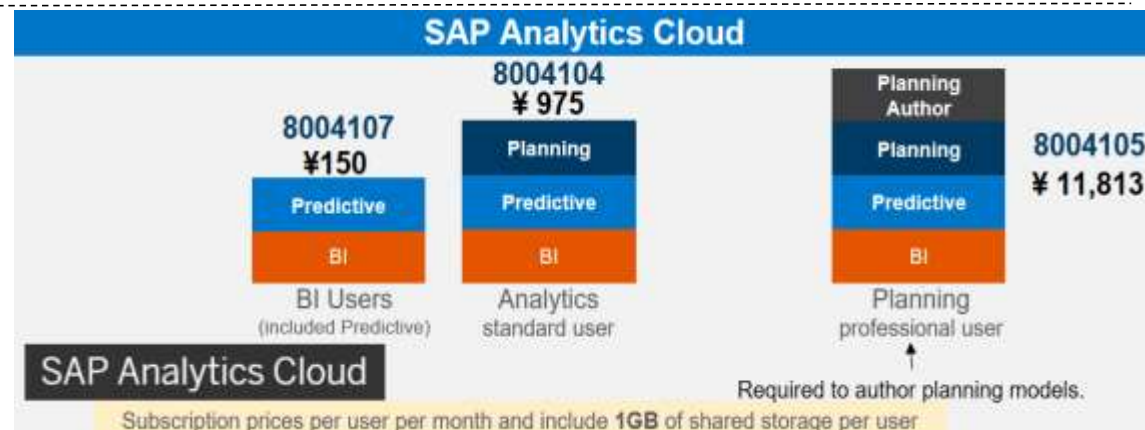 SAP Analytics Cloud
8004107
¥150
Predictive
BI
BI Users
(included Predictive)
8004104
¥ 975
Planning
Predictive
BI
Analytics
standard user
Planning
Author
Planning
Predictive
BI
Planning
professional user
8004105
¥ 11,813
Required to author planning models.
SAP Analytics Cloud
Subscription prices per user per month and include 1GB of shared storage per user